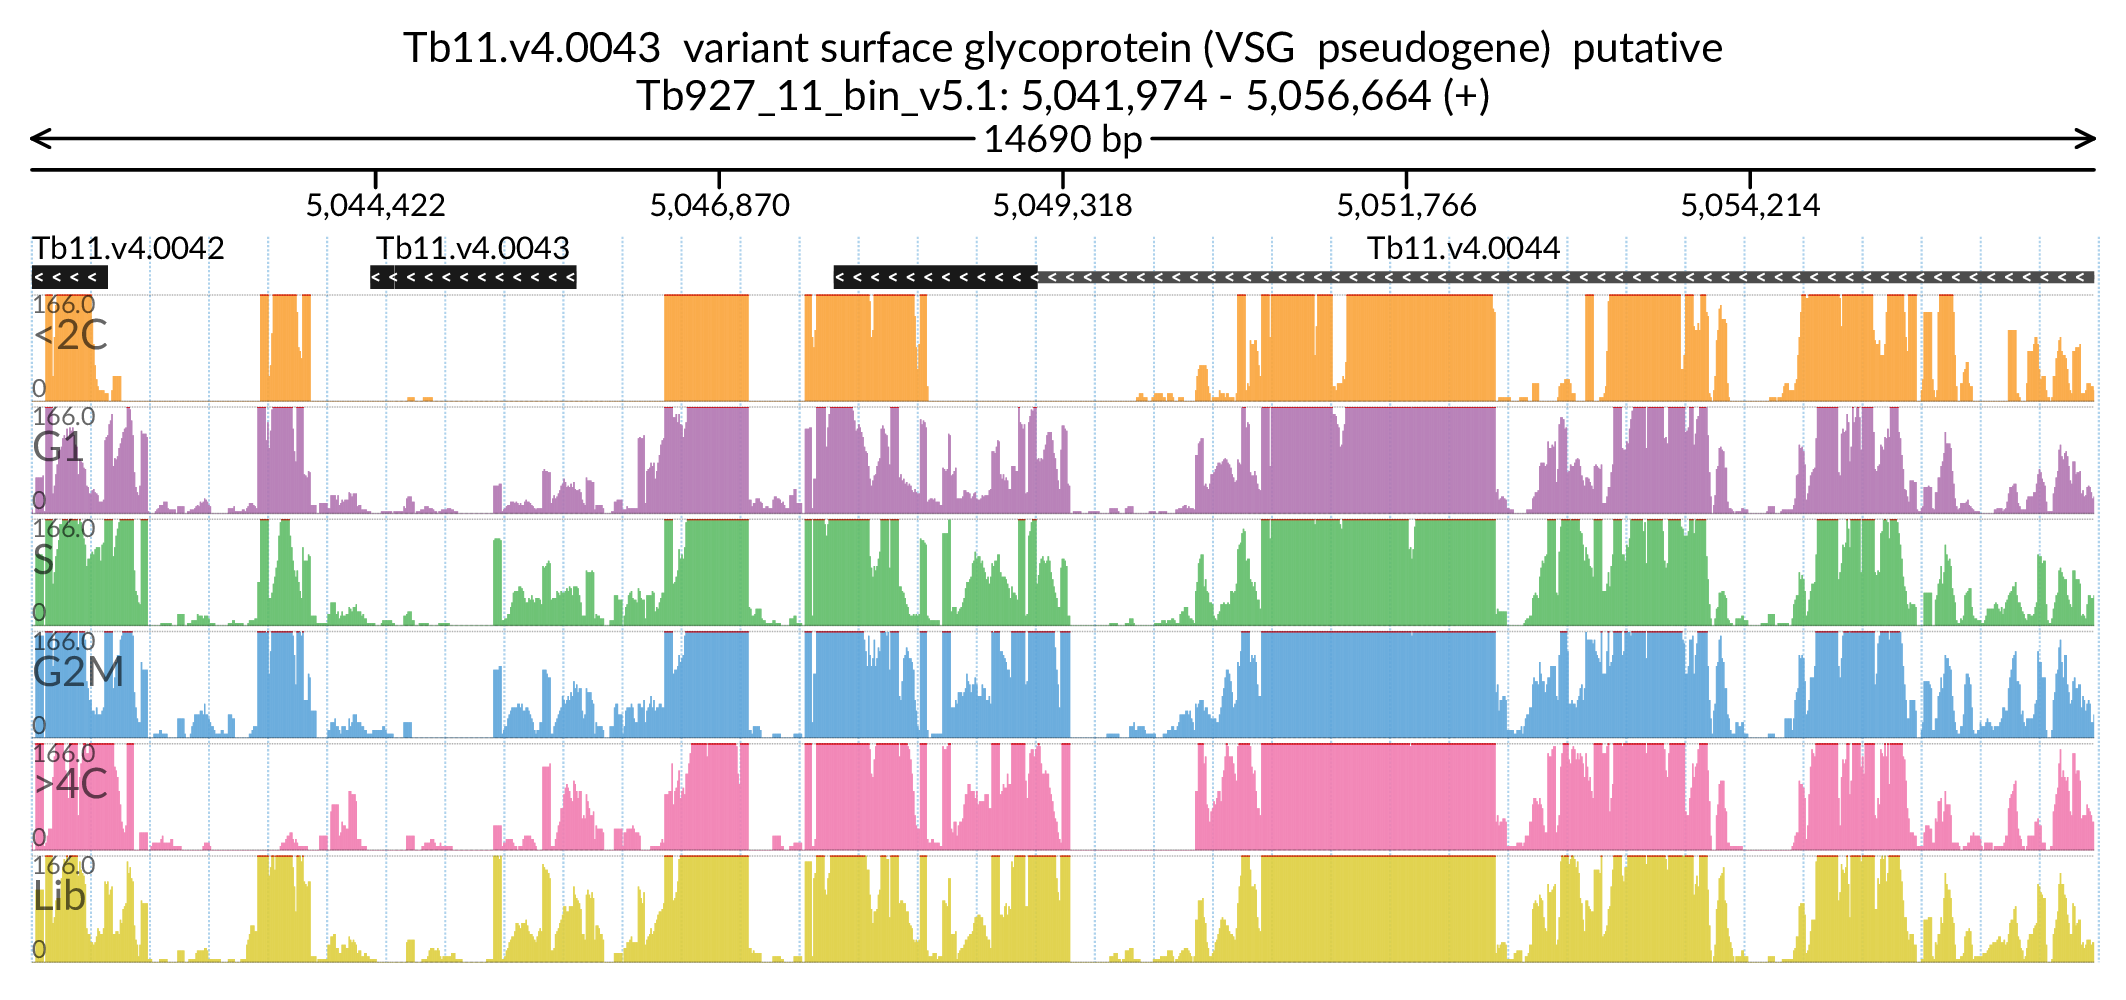 Tb11.v4.0043 variant surface glycoprotein (VSG pseudogene) putative
Tb927_11_bin_v5.1: 5,041,974 - 5,056,664 (+)
14690 bp
5,044,422 5,046,870 5,049,318 5,051,766 5,054,214
Tb11.v4.0042 Tb11.v4.0043 Tb11.v4.0044
166.0
<2C
0
166.0
G1
0
166.0
S
0
166.0
G2M
0
166.0
>4C
0
166.0
Lib
0